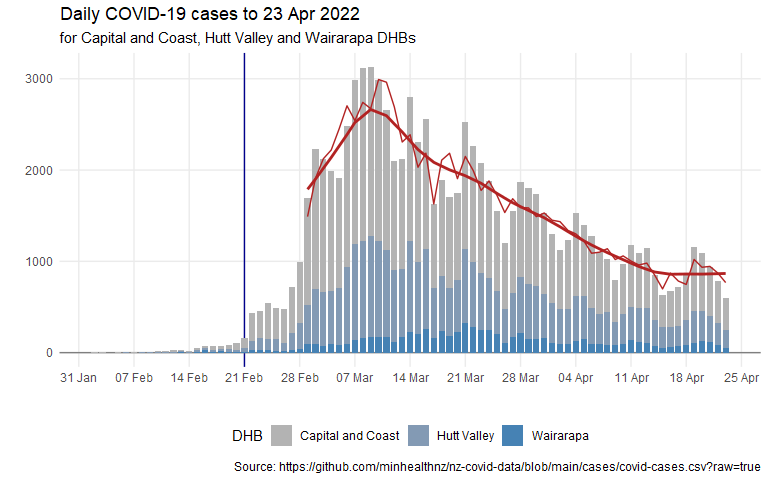 Daily COVID-19 cases to 23 Apr 2022
for Capital and Coast, Hutt Valley and Wairarapa DHBs
3000
2000
1000
0
31 Jan 07 Feb 14 Feb 21 Feb 28 Feb 07 Mar 14 Mar 21 Mar 28 Mar 04 Apr 11 Apr 18 Apr 25 Apr
DHB Capital and Coast Hutt Valley Wairarapa
Source: https://github.com/minhealthnz/nz-covid-data/blob/main/cases/covid-cases.csv?raw=true